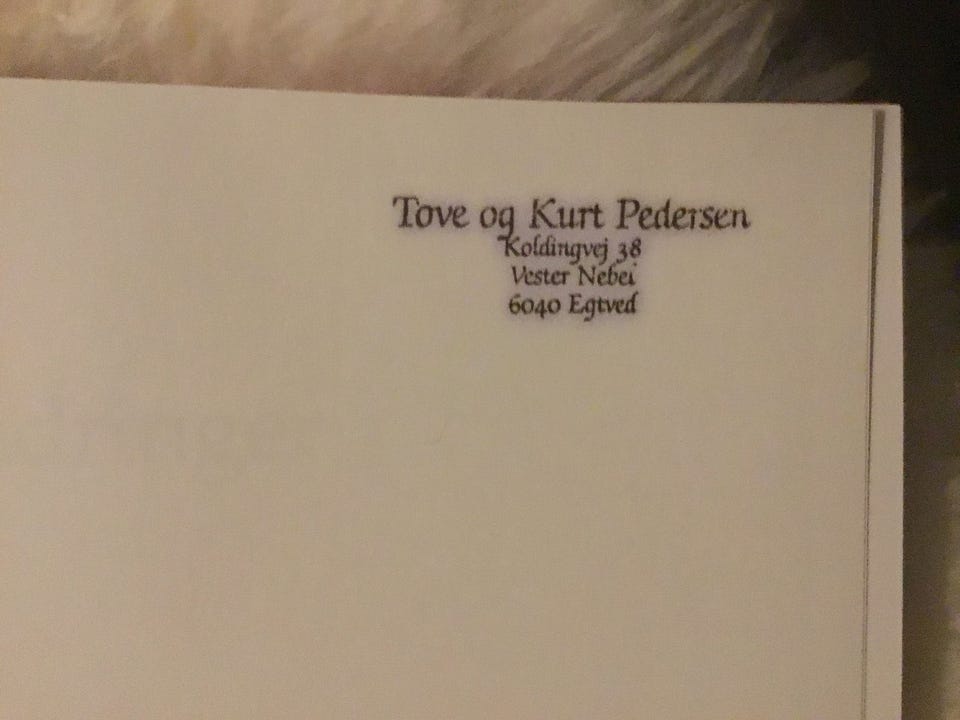 Tove og Kurt Pedersen
Koldingvej 38
Vester Nebel
6040 Egtved